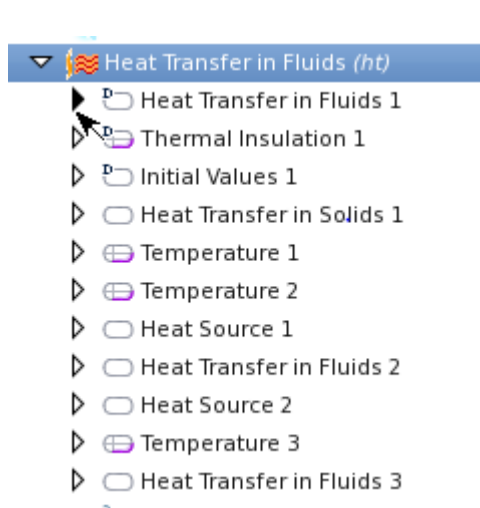 Heat Transfer in Fluids (ht)
D Heat Transfer in Fluids 1
D Thermal Insulation 1
D Initial Values 1
Heat Transfer in Solids 1
Temperature 1
Temperature 2
Heat Source 1
Heat Transfer in Fluids 2
Heat Source 2
Temperature 3
Heat Transfer in Fluids 3